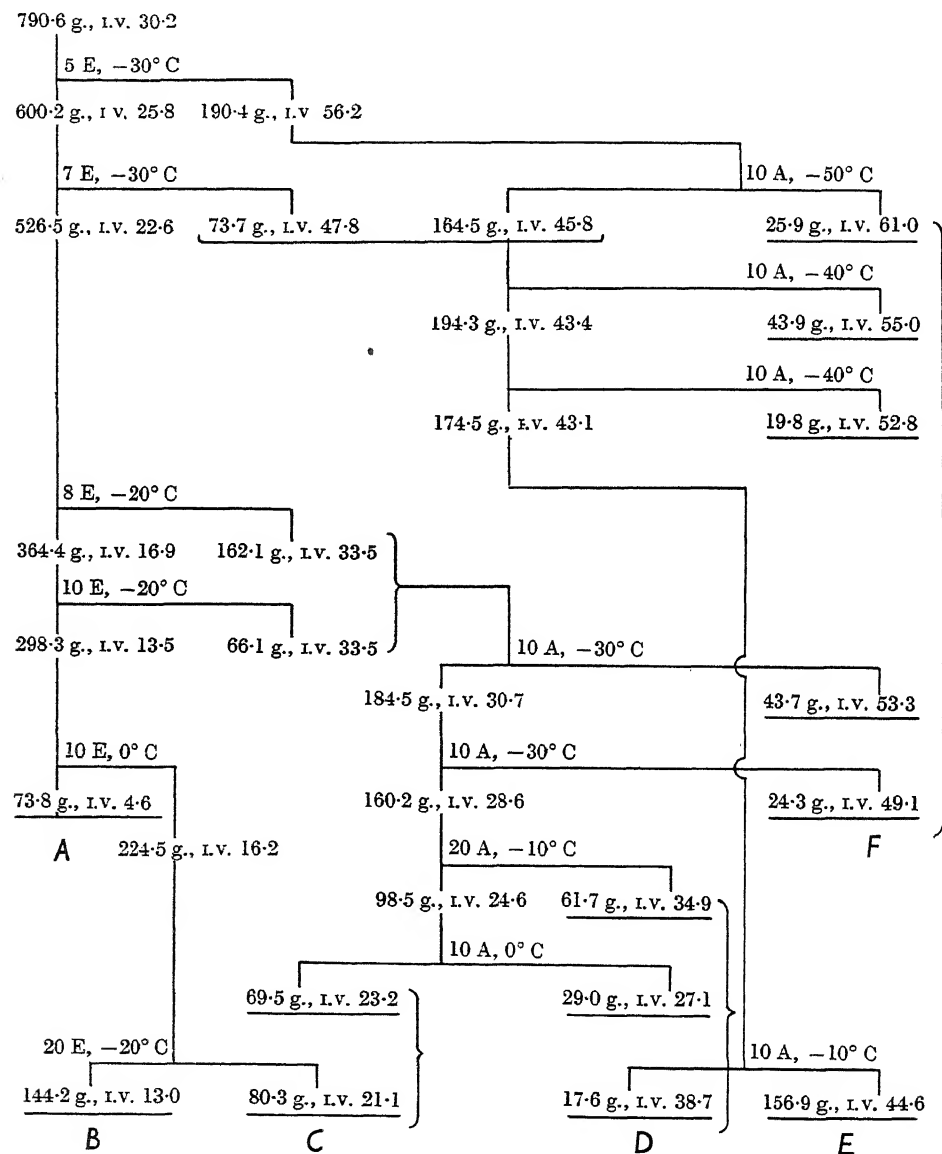 790·6 g., I.V. 30·2
5 E, −30° C
600·2 g., I V. 25·8 190·4 g., I.V 56·2
7 E, −30° C 10 A, −50° C
526·5 g., I.V. 22·6 73·7 g., I.V. 47·8 164·5 g., I.V. 45·8 25·9 g., I.V. 61·0
10 A, −40° C
194·3 g., I.V. 43·4 43·9 g., I.V. 55·0
10 A, −40° C
174·5 g., I.V. 43·1 19·8 g., I.V. 52·8
8 E, −20° C
364·4 g., I.V. 16·9 162·1 g., I.V. 33·5
10 E, −20° C
298·3 g., I.V. 13·5 66·1 g., I.V. 33·5
10 A, −30° C
184·5 g., I.V. 30·7 43·7 g., I.V. 53·3
10 E, 0° C 10 A, −30° C
73·8 g., I.V. 4·6 160·2 g., I.V. 28·6 24·3 g., I.V. 49·1
A 224·5 g., I.V. 16·2 F
20 A, −10° C
98·5 g., I.V. 24·6 61·7 g., I.V. 34·9
10 A, 0° C
69·5 g., I.V. 23·2 29·0 g., I.V. 27·1
20 E, −20° C 10 A, −10° C
144·2 g., I.V. 13·0 80·3 g., I.V. 21·1 17·6 g., I.V. 38·7 156·9 g., I.V. 44·6
B C D E